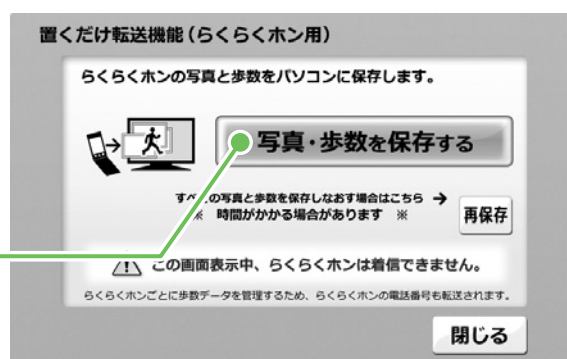 置くだけ転送機能（らくらくホン用）
らくらくホンの写真と歩数をパソコンに保存します。
写真・歩数を保存する
すべての写真と歩数を保存しなおす場合はこちら →
※ 時間がかかる場合があります ※
再保存
この画面表示中、らくらくホンは着信できません。
らくらくホンごとに歩数データを管理するため、らくらくホンの電話番号も転送されます。
閉じる